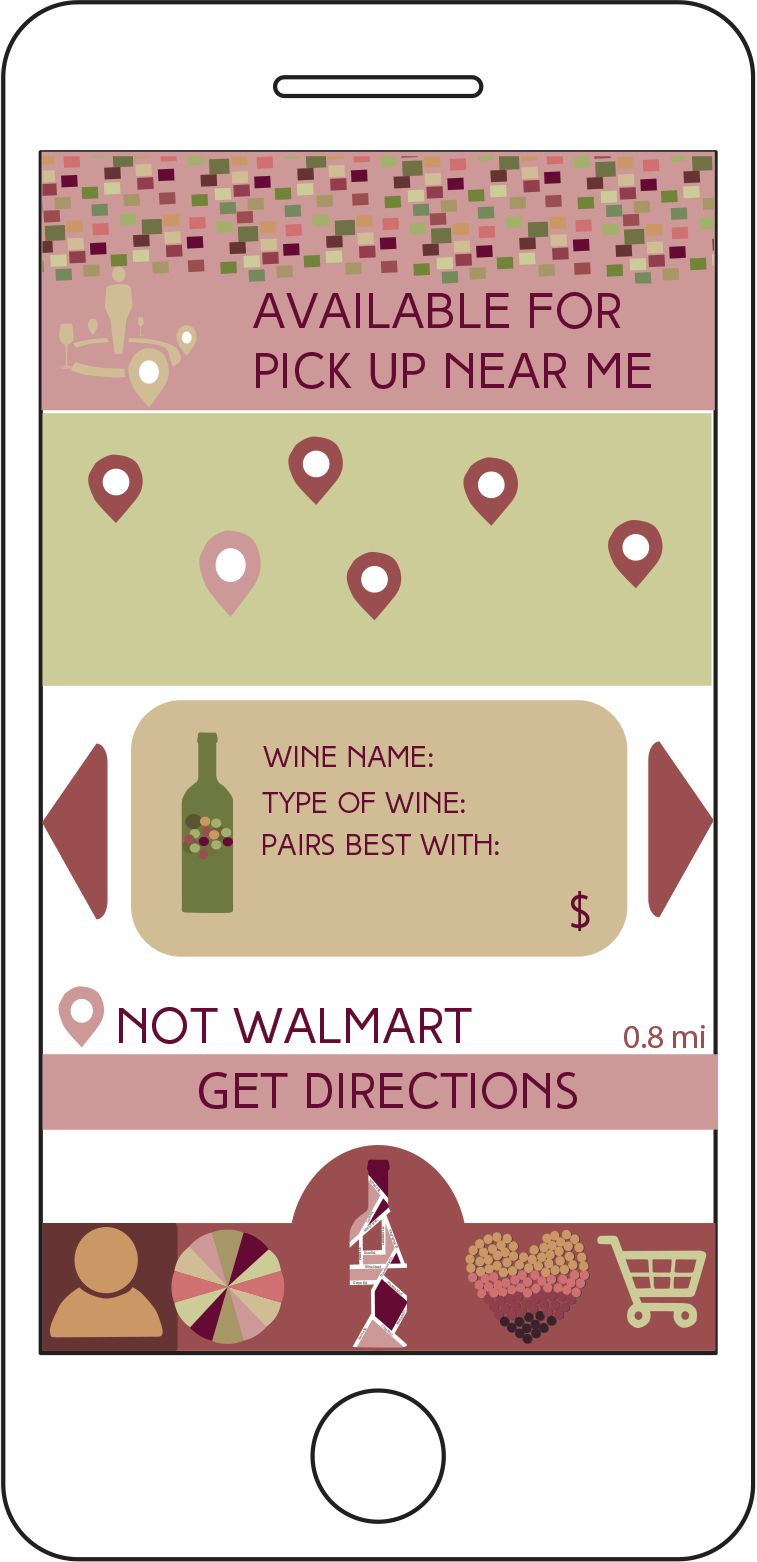 AVAILABLE FOR
PICK UP NEAR ME
WINE NAME:
TYPE OF WINE:
PAIRS BEST WITH:
$
NOT WALMART
0.8 mi
GET DIRECTIONS